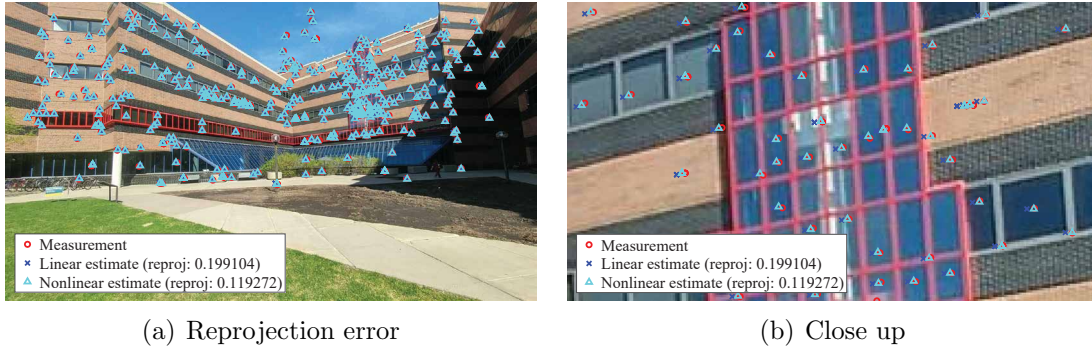 Measurement
Linear estimate (reproj: 0.199104)
Nonlinear estimate (reproj: 0.119272)
Measurement
Linear estimate (reproj: 0.199104)
Nonlinear estimate (reproj: 0.119272)
(a) Reprojection error
(b) Close up